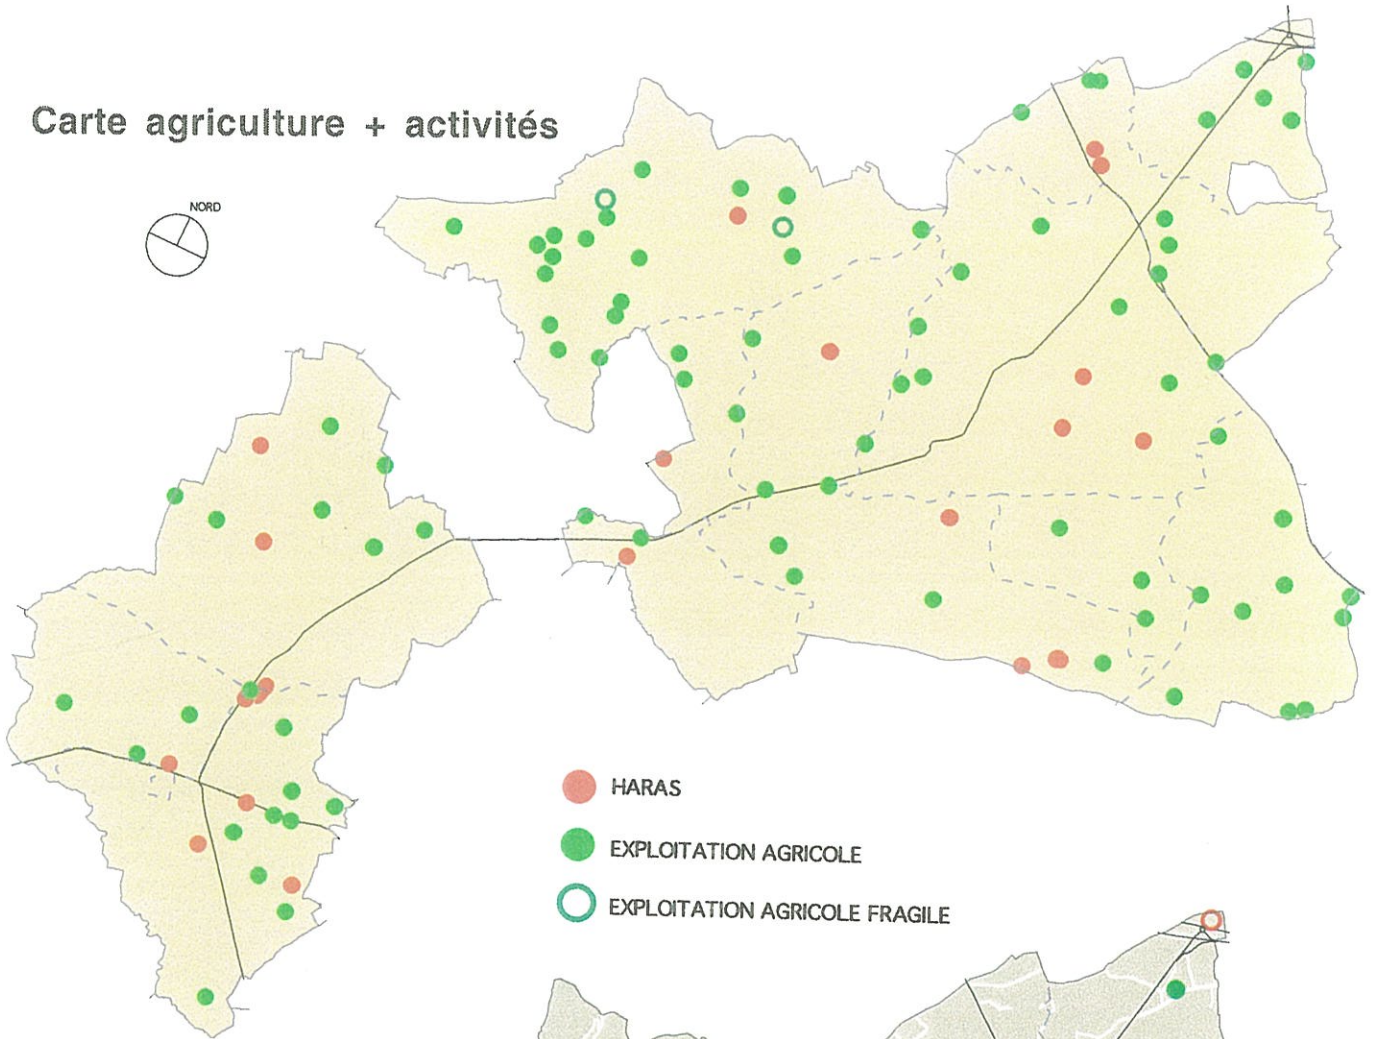 Carte agriculture + activités
NORD
HARAS
EXPLOITATION AGRICOLE
EXPLOITATION AGRICOLE FRAGILE